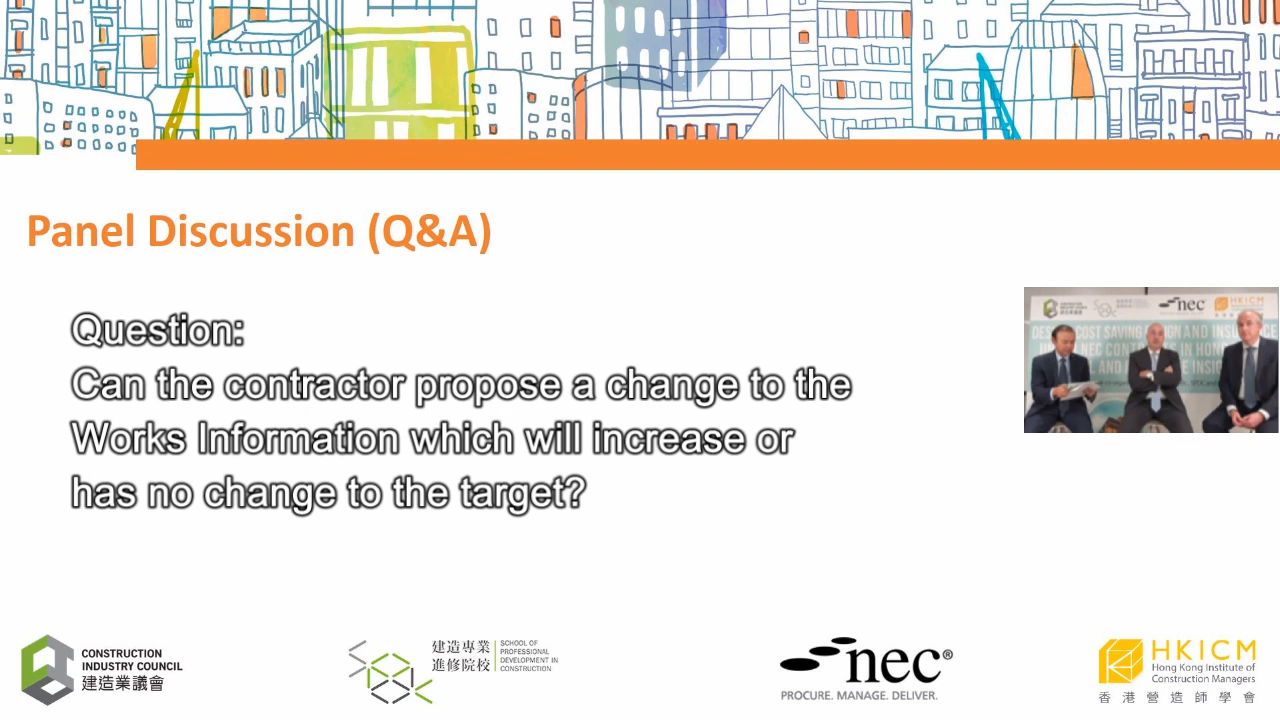 Panel Discussion (Q&A)
Question:
Can the contractor propose a change to the
Works Information which will increase or
has no change to the target?
CONSTRUCTION
INDUSTRY COUNCIL
建造業議會
建造專業
進修院校
SCHOOL OF
PROFESSIONAL
DEVELOPMENT IN
CONSTRUCTION
nec®
PROCURE. MANAGE. DELIVER.
HKICM
Hong Kong Institute of
Construction Managers
香港營造師學會
nec
HKICM